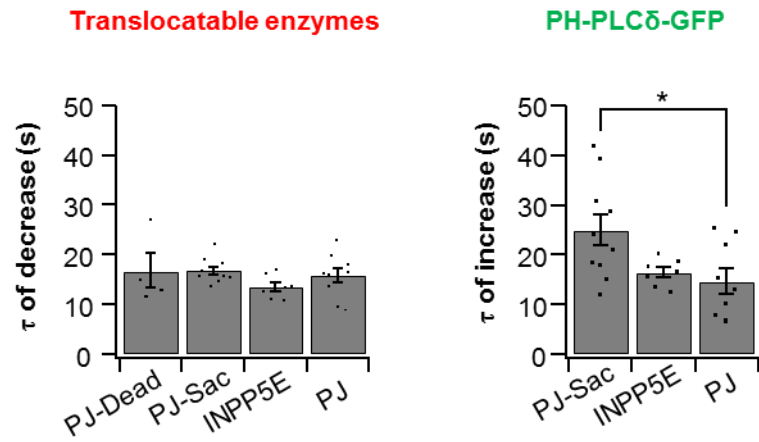 Translocatable enzymes
PH-PLCδ-GFP
τ of decrease (s)
50
40
30
20
10
0
PJ-Dead
PJ-Sac
INPP5E
PJ
τ of increase (s)
50
40
30
20
10
0
*
PJ-Sac
INPP5E
PJ